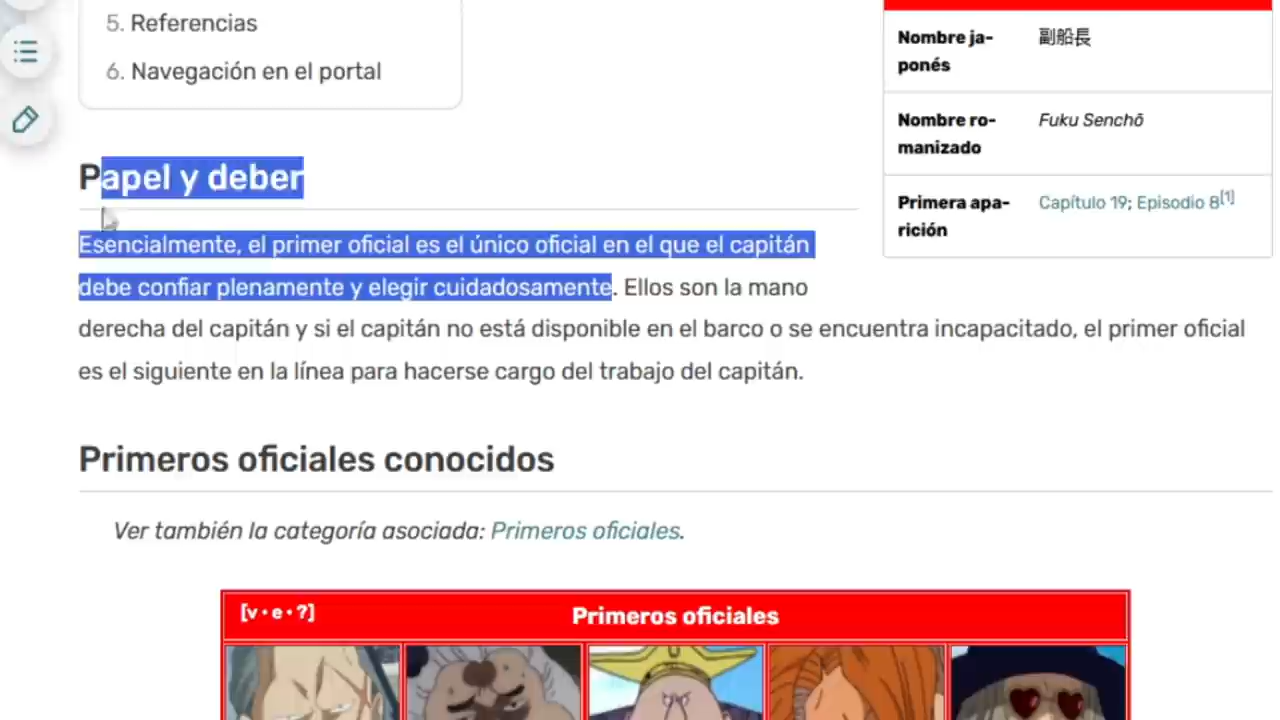 5. Referencias
6. Navegación en el portal
Nombre ja-
ponés
副船長
Nombre ro-
manizado
Fuku Senchō
Primera apa-
rición
Capítulo 19; Episodio 8[1]
Papel y deber
Esencialmente, el primer oficial es el único oficial en el que el capitán
debe confiar plenamente y elegir cuidadosamente. Ellos son la mano
derecha del capitán y si el capitán no está disponible en el barco o se encuentra incapacitado, el primer oficial
es el siguiente en la línea para hacerse cargo del trabajo del capitán.
Primeros oficiales conocidos
Ver también la categoría asociada: Primeros oficiales.
[v • e • ?]
Primeros oficiales